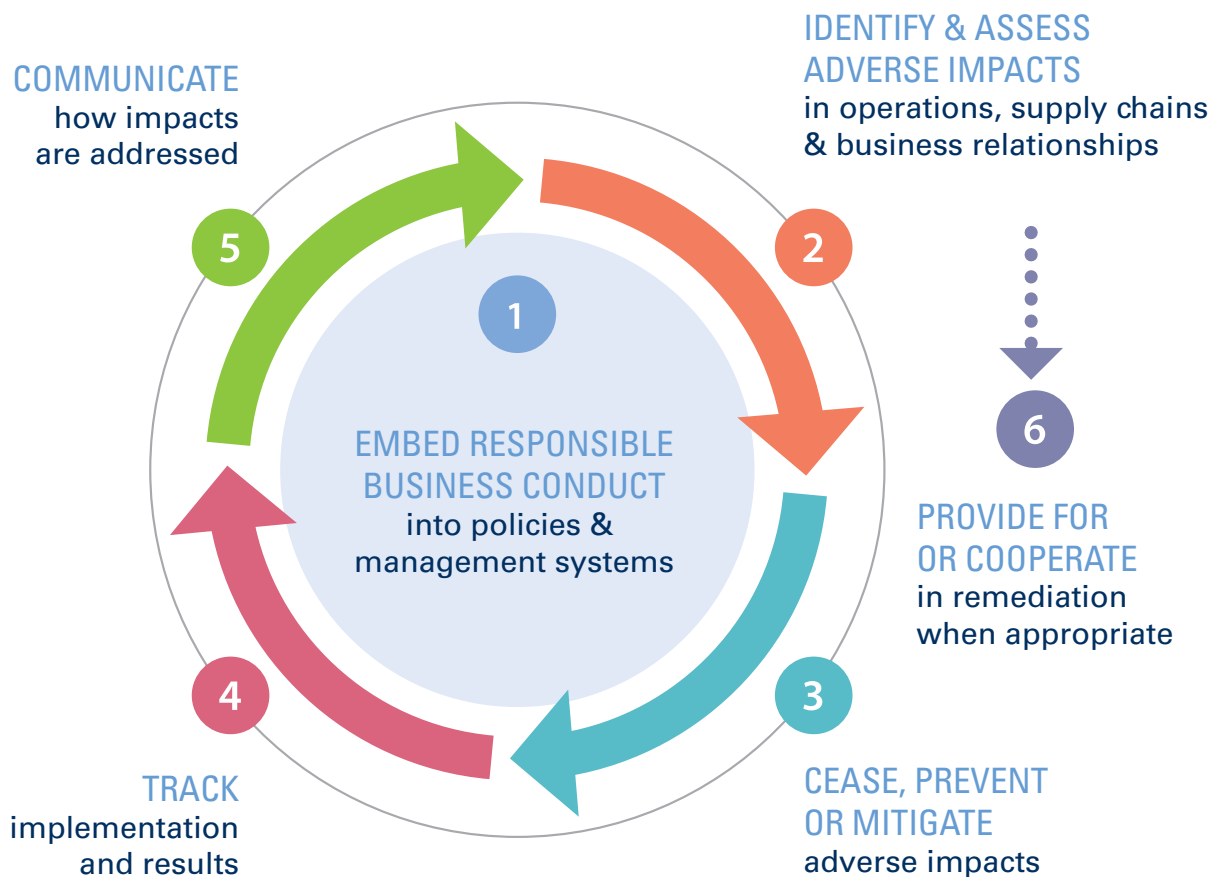 1
EMBED RESPONSIBLE
BUSINESS CONDUCT
into policies &
management systems
2
IDENTIFY & ASSESS
ADVERSE IMPACTS
in operations, supply chains
& business relationships
3
CEASE, PREVENT
OR MITIGATE
adverse impacts
4
TRACK
implementation
and results
5
COMMUNICATE
how impacts
are addressed
6
PROVIDE FOR
OR COOPERATE
in remediation
when appropriate